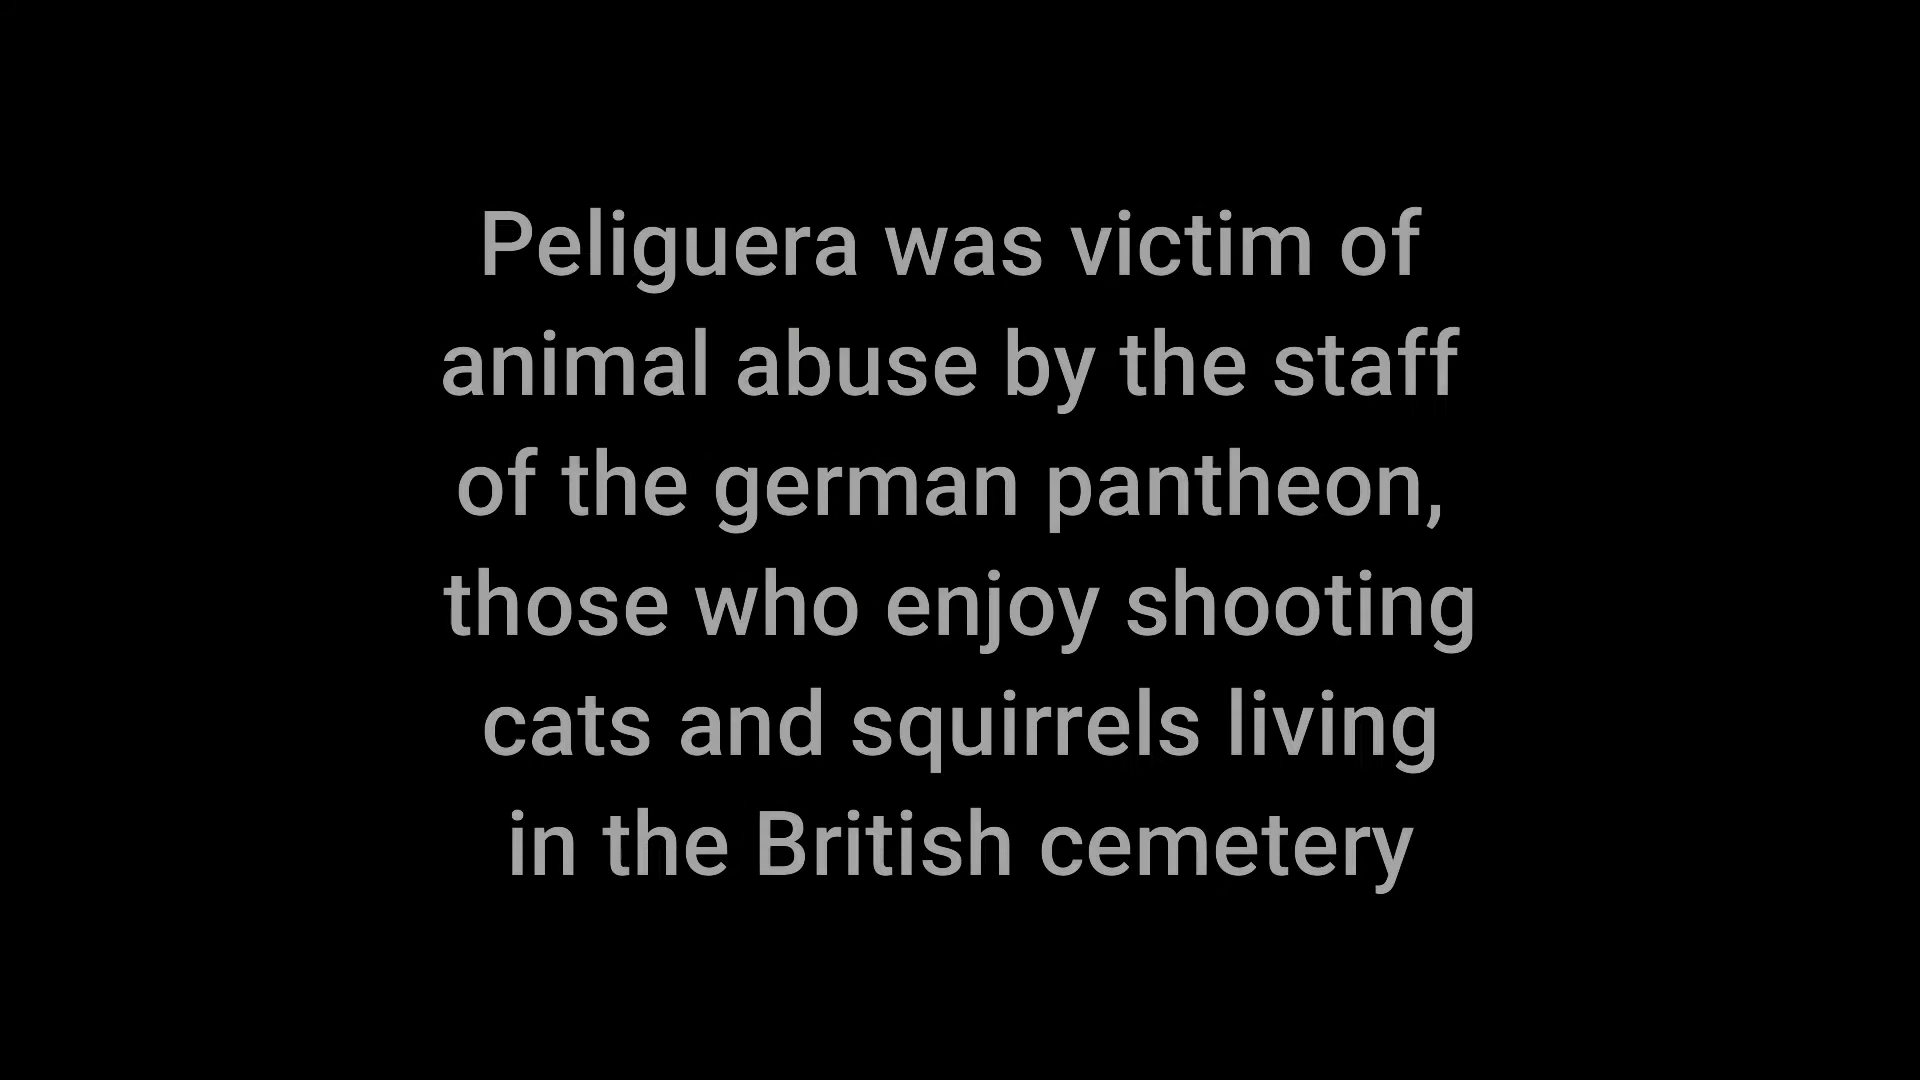 Peliguera was victim of
animal abuse by the staff
of the german pantheon,
those who enjoy shooting
cats and squirrels living
in the British cemetery